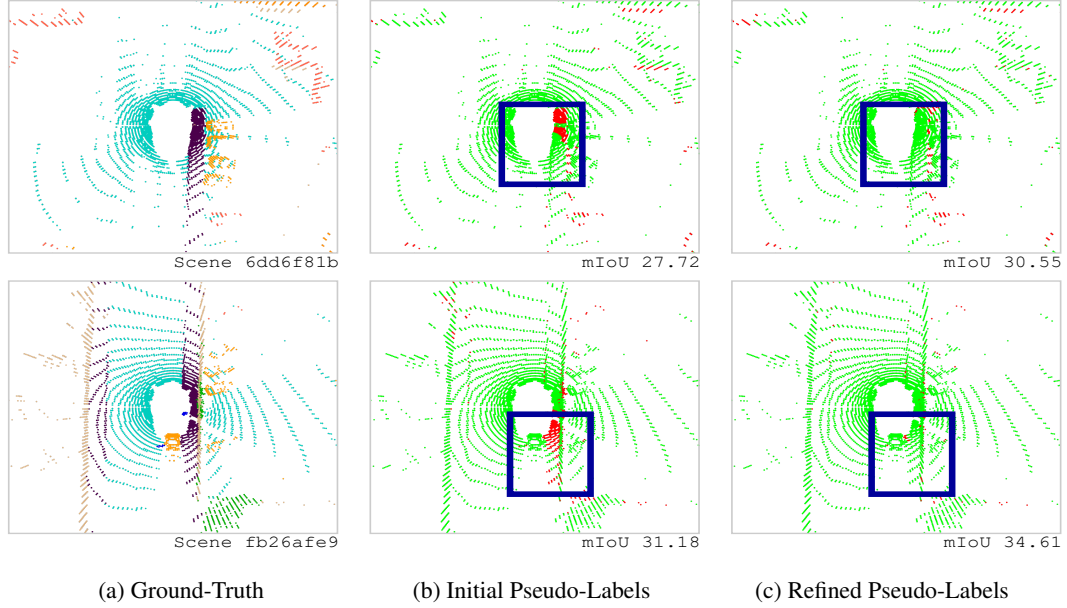 Scene 6dd6f81b
mIoU 27.72
mIoU 30.55
Scene fb26afe9
mIoU 31.18
mIoU 34.61
(a) Ground-Truth
(b) Initial Pseudo-Labels
(c) Refined Pseudo-Labels